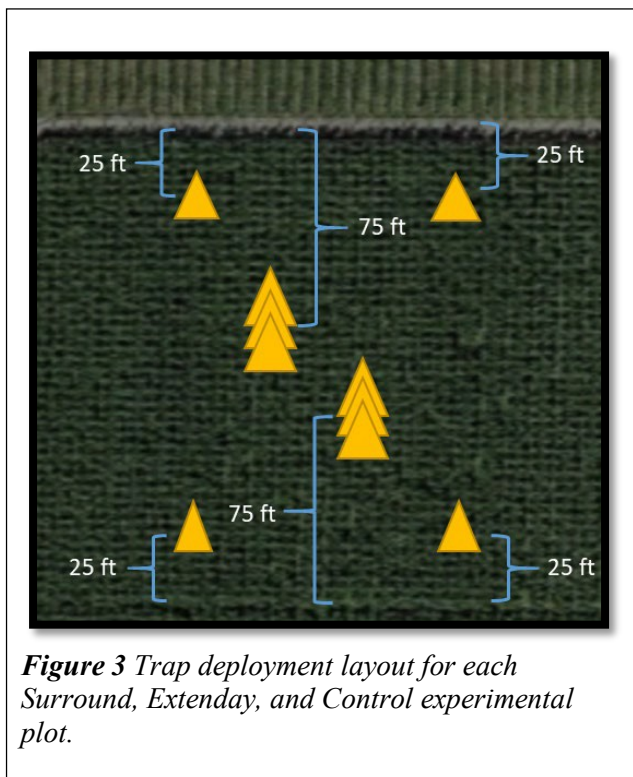 25 ft
25 ft
75 ft
75 ft
25 ft
25 ft
Figure 3 Trap deployment layout for each
Surround, Extenday, and Control experimental
plot.